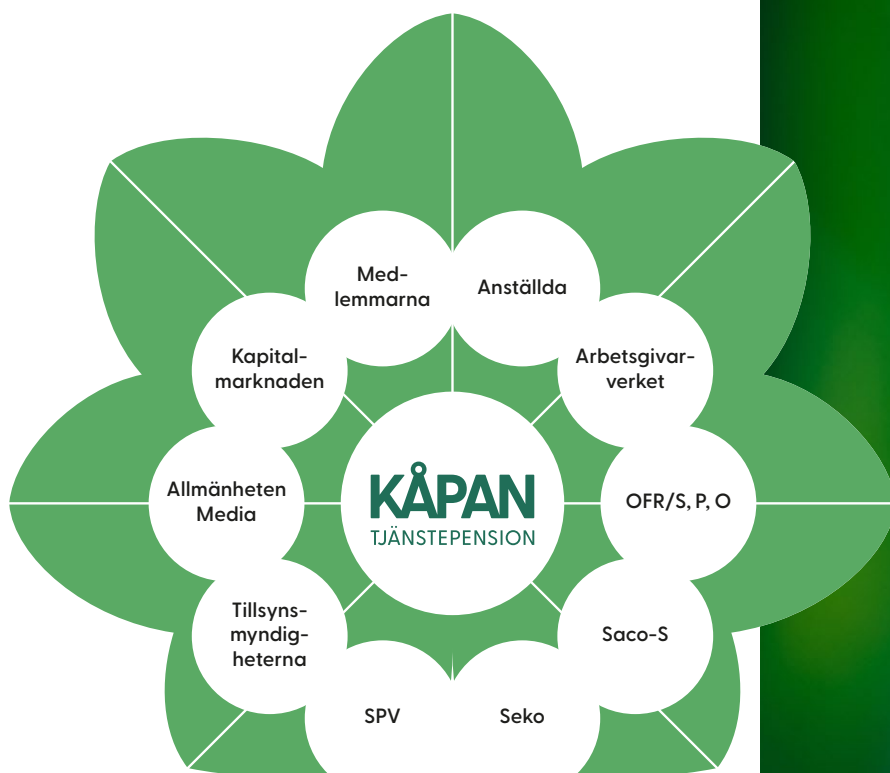 Med-
lemmarna
Anställda
Kapital-
marknaden
Arbetsgivar-
verket
Allmänheten
Media
KÅPAN
TJÄNSTEPENSION
OFR/S, P, O
Tillsyns-
myndig-
heterna
Saco-S
SPV
Seko